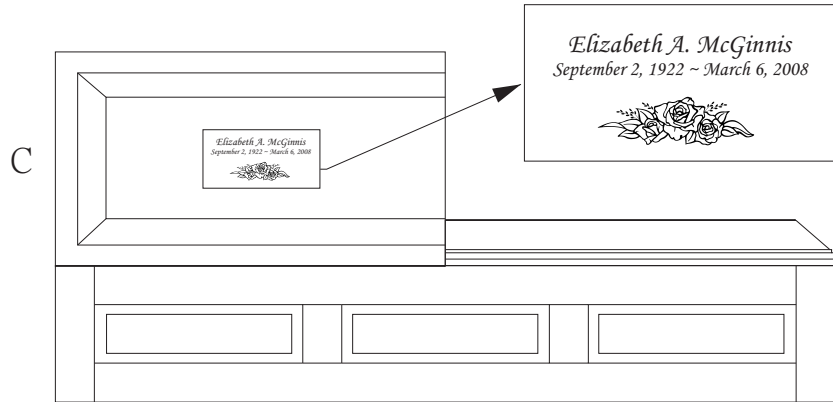 Elizabeth A. McGinnis
September 2, 1922 ~ March 6, 2008
C
Elizabeth A. McGinnis
September 2, 1922 ~ March 6, 2008